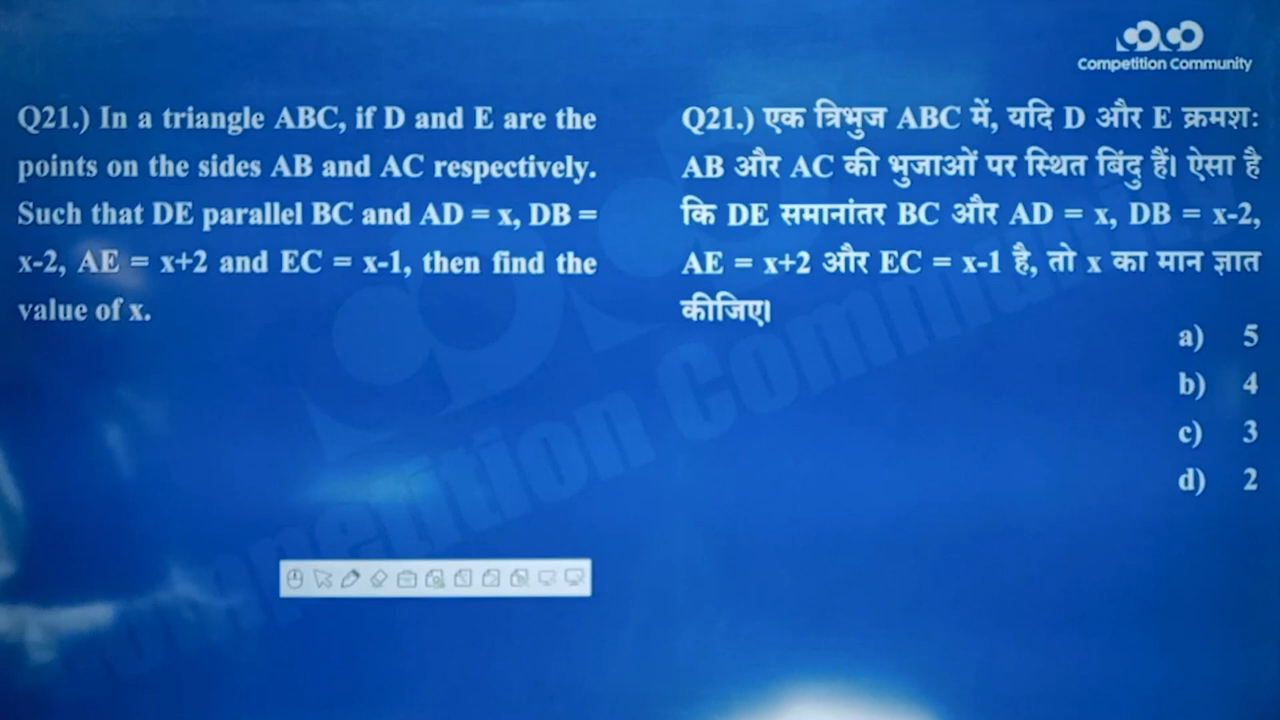 Competition Community
Q21.) In a triangle ABC, if D and E are the
points on the sides AB and AC respectively.
Such that DE parallel BC and AD = x, DB =
x-2, AE = x+2 and EC = x-1, then find the
value of x.
Q21.) एक त्रिभुज ABC में, यदि D और E क्रमश:
AB और AC की भुजाओं पर स्थित बिंदु हैं। ऐसा है
कि DE समानांतर BC और AD = x, DB = x-2,
AE = x+2 और EC = x-1 है, तो x का मान ज्ञात
कीजिए।
a) 5
b) 4
c) 3
d) 2
Competition Community